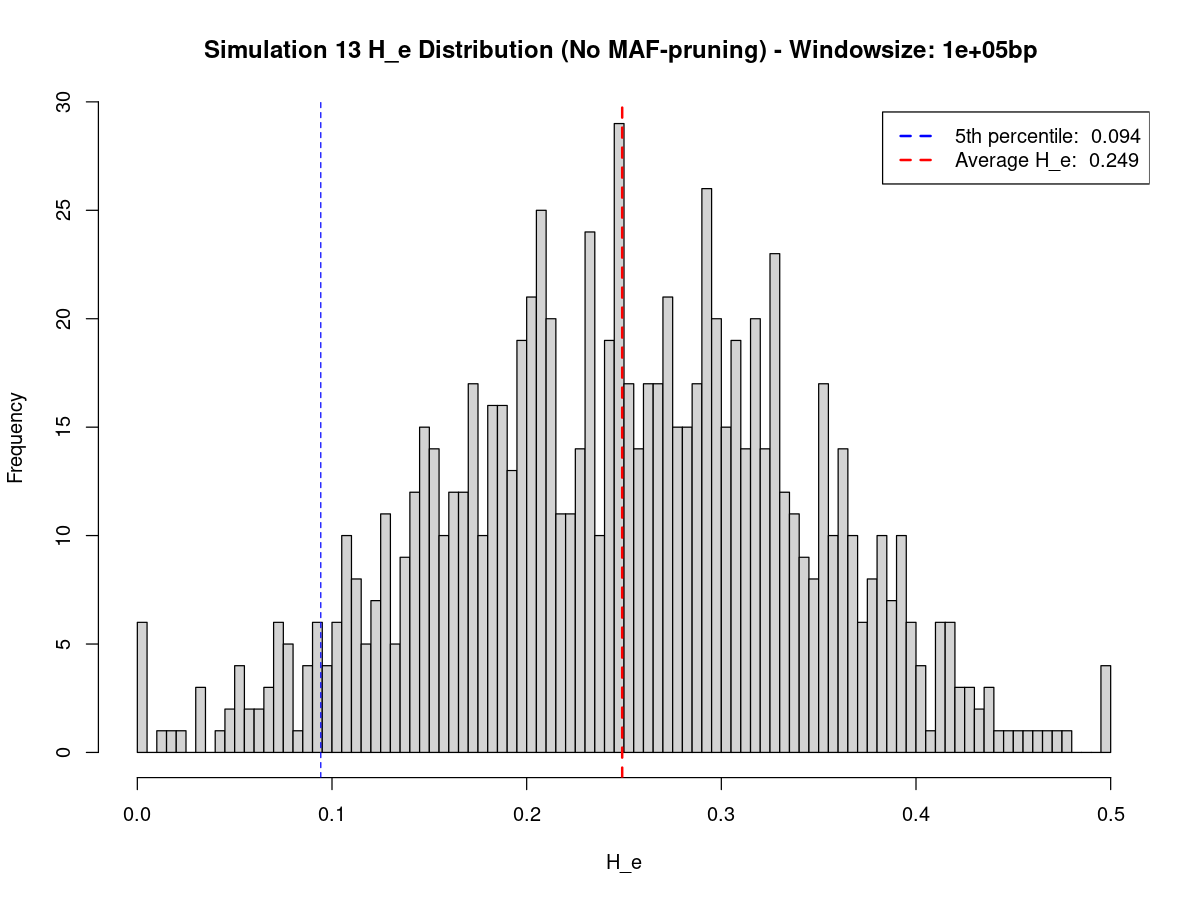 Simulation 13 H_e Distribution (No MAF-pruning) - Windowsize: 1e+05bp
5th percentile: 0.094
Average H_e: 0.249
Frequency
30
25
20
15
10
5
0
0.0 0.1 0.2 0.3 0.4 0.5
H_e